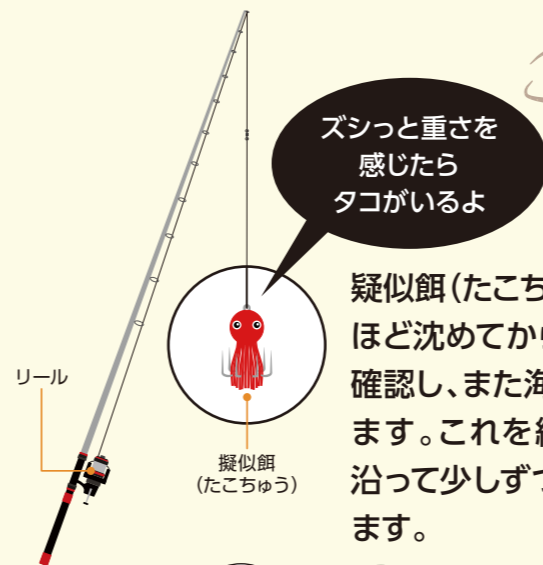 ズシっと重さを
感じたら
タコがいるよ
疑似餌(たこち
ほど沈めてから
確認し、また海
ます。これを繰
沿って少しずつ
ます。
リール
擬似餌
(たこちゅう)